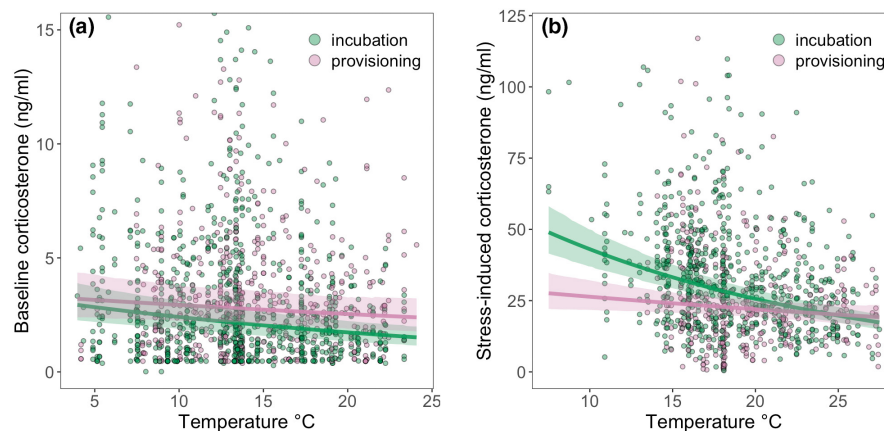 (a)
incubation
provisioning
15
10
5
0
Baseline corticosterone (ng/ml)
5
10
15
20
25
Temperature °C
(b)
incubation
provisioning
125
100
75
50
25
0
Stress-induced corticosterone (ng/ml)
10
15
20
25
Temperature °C